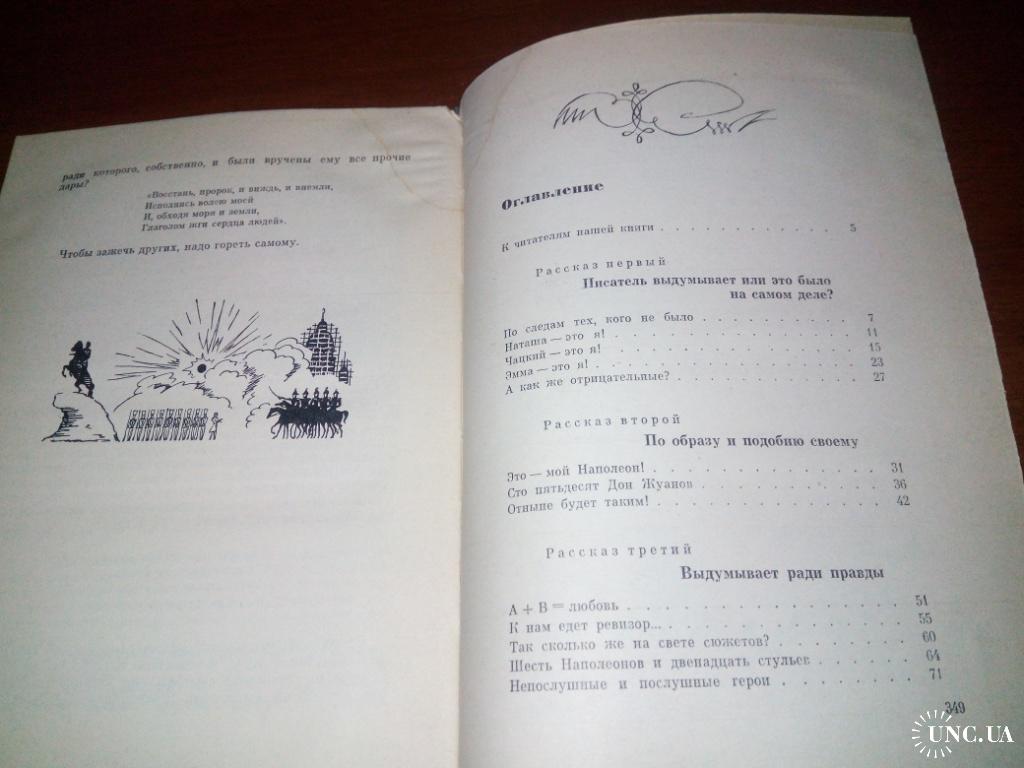 ради которого, собственно, и были вручены ему все прочие
дары?
«Восстань, пророк, и виждь, и внемли,
Исполнись волею моей
И, обходя моря и земли,
Глаголом жги сердца людей».
Чтобы зажечь других, надо гореть самому.
Оглавление
К читателям нашей книги . . . . . . . . . . . 5
Рассказ первый
Писатель выдумывает или это было
на самом деле?
По следам тех, кого не было . . . . . . . . . . 7
Наташа — это я! . . . . . . . . . . . . . . 11
Чацкий — это я! . . . . . . . . . . . . . . 15
Эмма — это я! . . . . . . . . . . . . . . . 23
А как же отрицательные? . . . . . . . . . . . 27
Рассказ второй
По образу и подобию своему
Это — мой Наполеон! . . . . . . . . . . . . . 31
Сто пятьдесят Дон Жуанов . . . . . . . . . . . 36
Отныне будет таким! . . . . . . . . . . . . . 42
Рассказ третий
Выдумывает ради правды
А + В = любовь . . . . . . . . . . . . . . . 51
К нам едет ревизор... . . . . . . . . . . . . . 55
Так сколько же на свете сюжетов? . . . . . . . . 60
Шесть Наполеонов и двенадцать стульев . . . . . . 64
Непослушные и послушные герои . . . . . . . . 71
349
UNC.UA